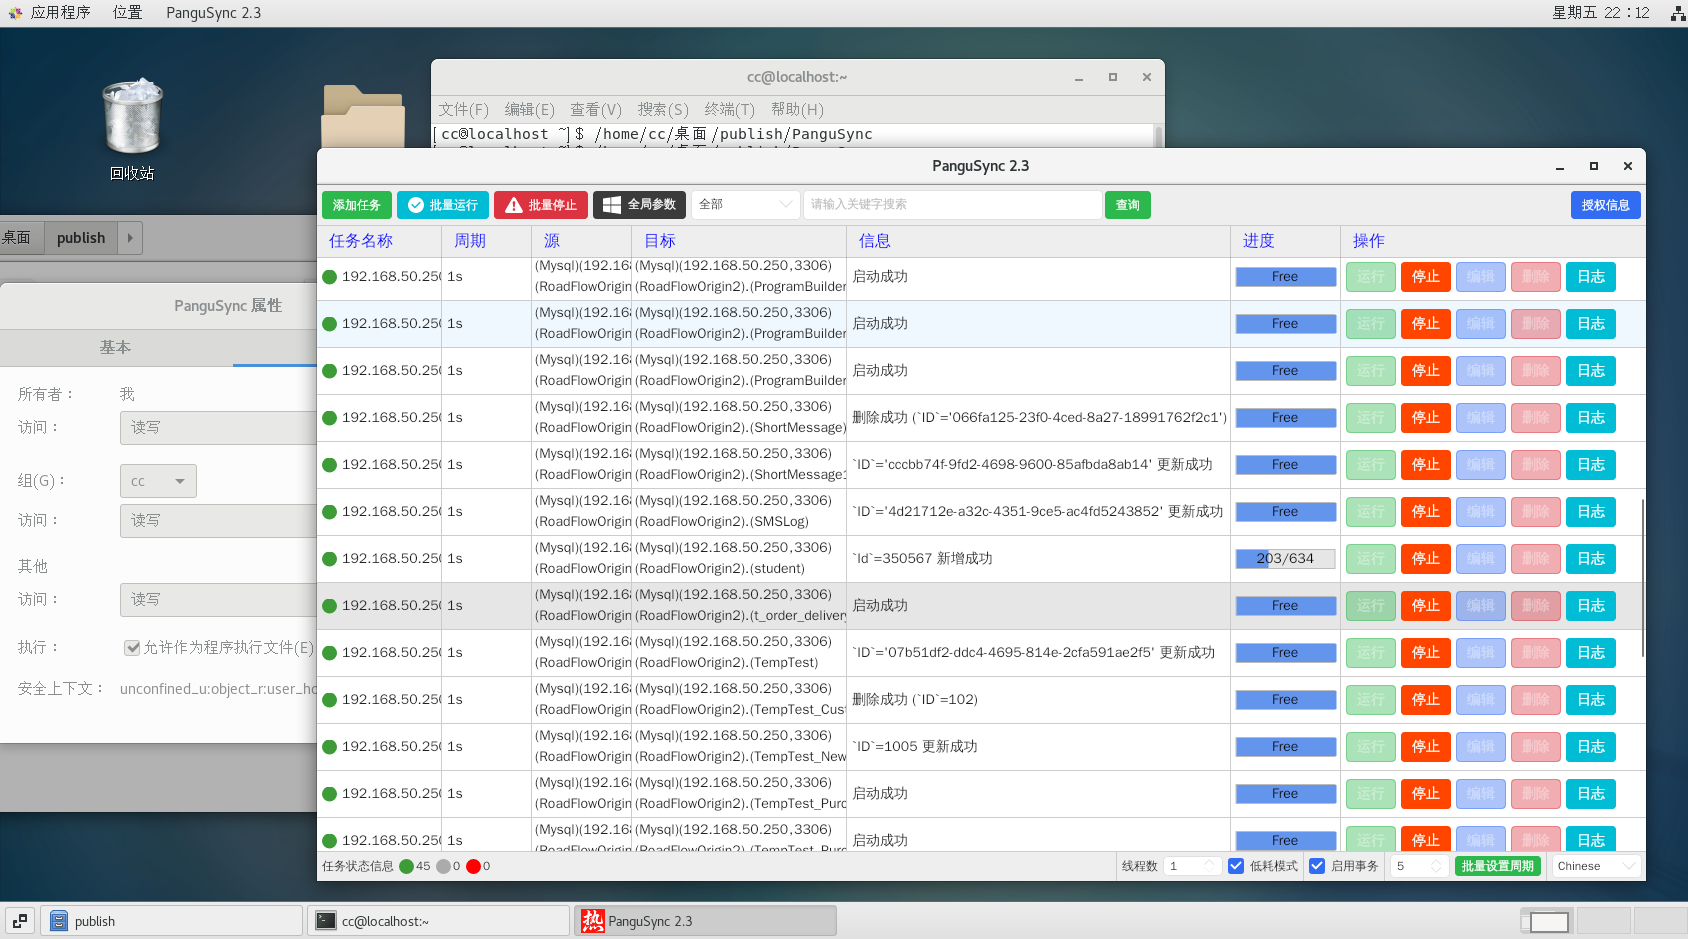 应用程序 位置 PanguSync 2.3 星期五 22：12
回收站
cc@localhost:~
文件(F) 编辑(E) 查看(V) 搜索(S) 终端(T) 帮助(H)
[cc@localhost ~]$ /home/cc/桌面/publish/PanguSync
桌面 publish
PanguSync 属性
基本
所有者： 我
访问： 读写
组(G)： cc
访问： 读写
其他
访问： 读写
执行： 允许作为程序执行文件(E)
安全上下文： unconfined_u:object_r:user_ho
PanguSync 2.3
添加任务 批量运行 批量停止 全局参数 全部 请输入关键字搜索 查询 授权信息
任务名称 周期 源 目标 信息 进度 操作
192.168.50.250 1s (Mysql)(192.168 (Mysql)(192.168.50.250,3306) 启动成功 Free 运行 停止 编辑 删除 日志
(RoadFlowOrigin (RoadFlowOrigin2).(ProgramBuilder
192.168.50.250 1s (Mysql)(192.168 (Mysql)(192.168.50.250,3306) 启动成功 Free 运行 停止 编辑 删除 日志
(RoadFlowOrigin (RoadFlowOrigin2).(ProgramBuilder
192.168.50.250 1s (Mysql)(192.168 (Mysql)(192.168.50.250,3306) 启动成功 Free 运行 停止 编辑 删除 日志
(RoadFlowOrigin (RoadFlowOrigin2).(ProgramBuilder
192.168.50.250 1s (Mysql)(192.168 (Mysql)(192.168.50.250,3306) 删除成功 (`ID`='066fa125-23f0-4ced-8a27-18991762f2c1') Free 运行 停止 编辑 删除 日志
(RoadFlowOrigin (RoadFlowOrigin2).(ShortMessage)
192.168.50.250 1s (Mysql)(192.168 (Mysql)(192.168.50.250,3306) `ID`='cccbb74f-9fd2-4698-9600-85afbda8ab14' 更新成功 Free 运行 停止 编辑 删除 日志
(RoadFlowOrigin (RoadFlowOrigin2).(ShortMessage1
192.168.50.250 1s (Mysql)(192.168 (Mysql)(192.168.50.250,3306) `ID`='4d21712e-a32c-4351-9ce5-ac4fd5243852' 更新成功 Free 运行 停止 编辑 删除 日志
(RoadFlowOrigin (RoadFlowOrigin2).(SMSLog)
192.168.50.250 1s (Mysql)(192.168 (Mysql)(192.168.50.250,3306) `Id`=350567 新增成功 203/634 运行 停止 编辑 删除 日志
(RoadFlowOrigin (RoadFlowOrigin2).(student)
192.168.50.250 1s (Mysql)(192.168 (Mysql)(192.168.50.250,3306) 启动成功 Free 运行 停止 编辑 删除 日志
(RoadFlowOrigin (RoadFlowOrigin2).(t_order_delivery
192.168.50.250 1s (Mysql)(192.168 (Mysql)(192.168.50.250,3306) `ID`='07b51df2-ddc4-4695-814e-2cfa591ae2f5' 更新成功 Free 运行 停止 编辑 删除 日志
(RoadFlowOrigin (RoadFlowOrigin2).(TempTest)
192.168.50.250 1s (Mysql)(192.168 (Mysql)(192.168.50.250,3306) 删除成功 (`ID`=102) Free 运行 停止 编辑 删除 日志
(RoadFlowOrigin (RoadFlowOrigin2).(TempTest_Cus
192.168.50.250 1s (Mysql)(192.168 (Mysql)(192.168.50.250,3306) `ID`=1005 更新成功 Free 运行 停止 编辑 删除 日志
(RoadFlowOrigin (RoadFlowOrigin2).(TempTest_New
192.168.50.250 1s (Mysql)(192.168 (Mysql)(192.168.50.250,3306) 启动成功 Free 运行 停止 编辑 删除 日志
(RoadFlowOrigin (RoadFlowOrigin2).(TempTest_Purc
192.168.50.250 1s (Mysql)(192.168 (Mysql)(192.168.50.250,3306) 启动成功 Free 运行 停止 编辑 删除 日志
(RoadFlowOrigin (RoadFlowOrigin2).(TempTest_Purc
任务状态信息 45 0 0 线程数 1 低耗模式 启用事务 5 批量设置周期 Chinese
publish cc@localhost:~ 热 PanguSync 2.3